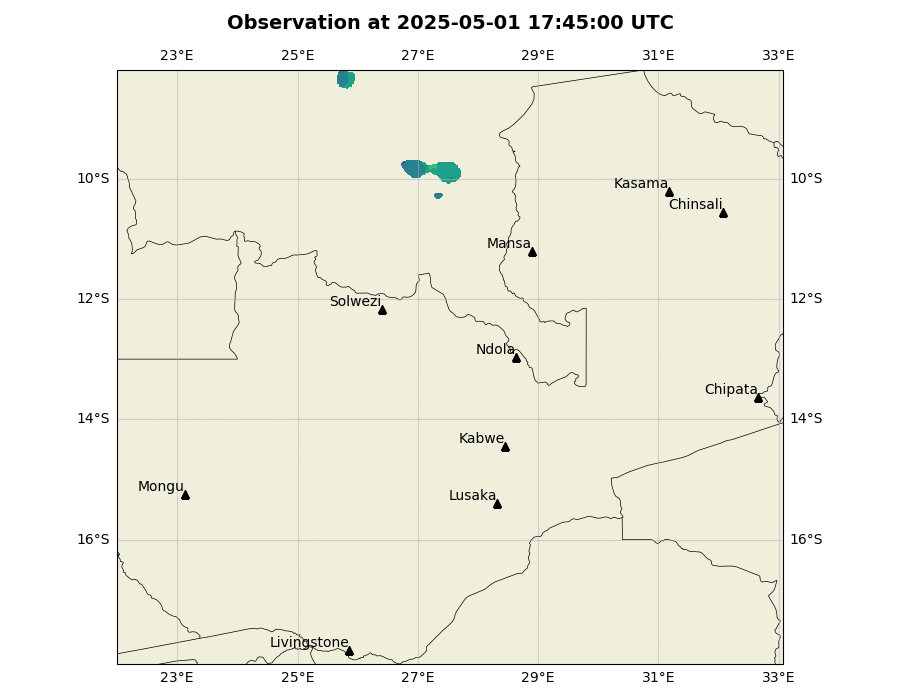 Observation at 2025-05-01 17:45:00 UTC
23°E 25°E 27°E 29°E 31°E 33°E
10°S 10°S
Kasama
Chinsali
Mansa
12°S 12°S
Solwezi
Ndola
Chipata
14°S 14°S
Kabwe
Mongu
Lusaka
16°S 16°S
Livingstone
23°E 25°E 27°E 29°E 31°E 33°E